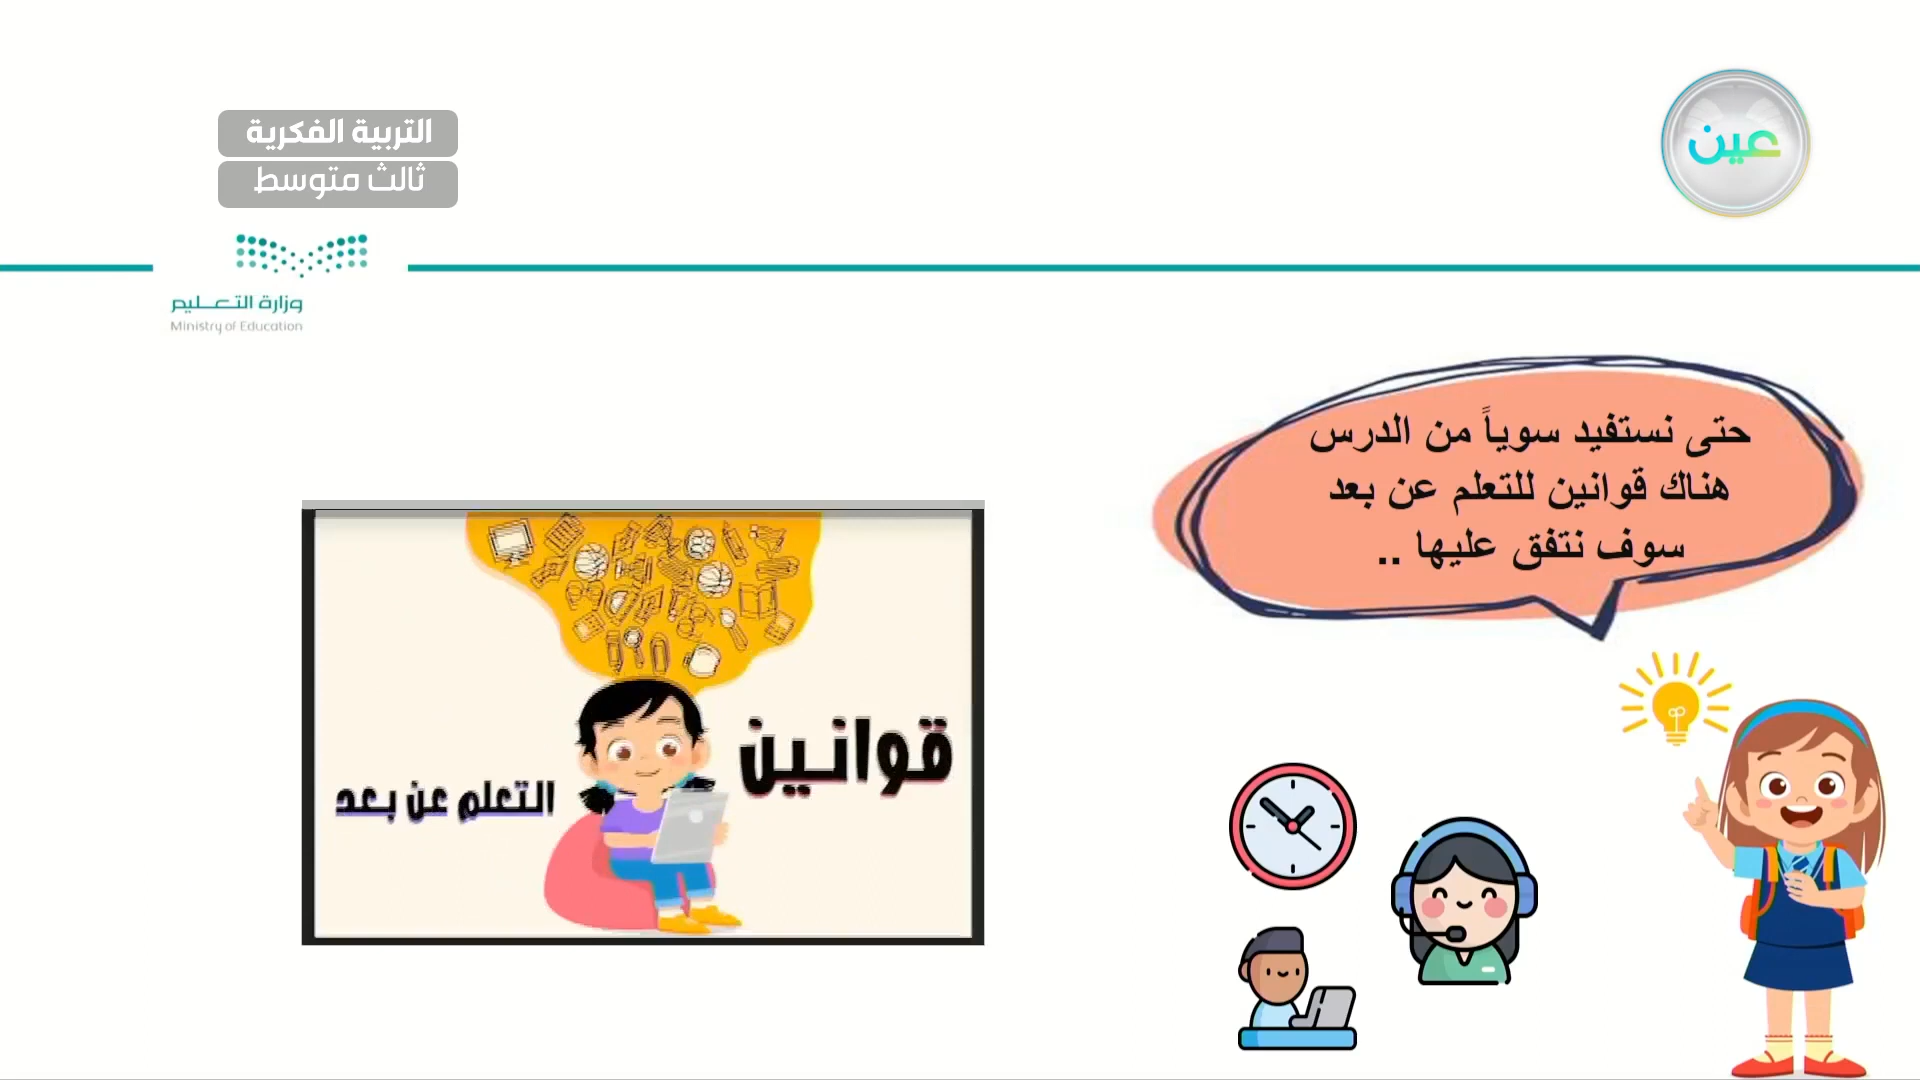 التربية الفكرية
ثالث متوسط
عين
وزارة التعليم
Ministry of Education
حتى نستفيد سوياً من الدرس
هناك قوانين للتعلم عن بعد
سوف نتفق عليها ..
قوانين
التعلم عن بعد